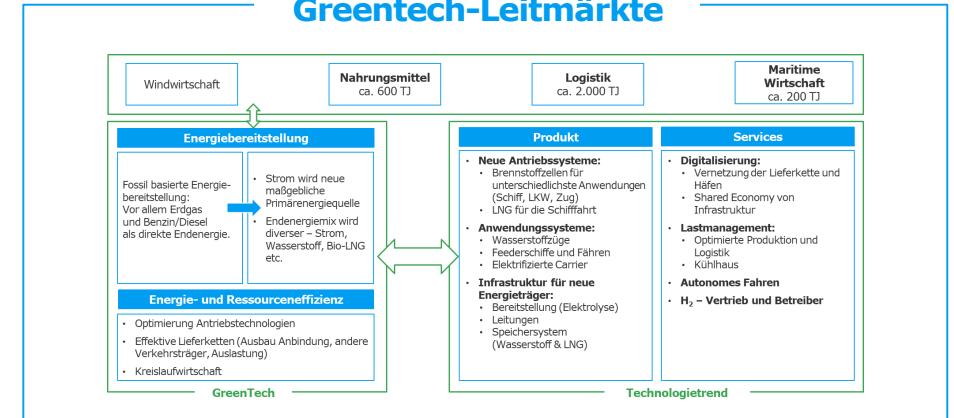 Greentech-Leitmärkte
Windwirtschaft
Nahrungsmittel
ca. 600 TJ
Logistik
ca. 2.000 TJ
Maritime
Wirtschaft
ca. 200 TJ
Energiebereitstellung
Fossil basierte Energie-
bereitstellung:
Vor allem Erdgas
und Benzin/Diesel
als direkte Endenergie.
• Strom wird neue
maßgebliche
Primärenergiequelle
• Endenergiemix wird
diverser – Strom,
Wasserstoff, Bio-LNG
etc.
Energie- und Ressourceneffizienz
• Optimierung Antriebstechnologien
• Effektive Lieferketten (Ausbau Anbindung, andere
Verkehrsträger, Auslastung)
• Kreislaufwirtschaft
GreenTech
Produkt
• Neue Antriebssysteme:
• Brennstoffzellen für
unterschiedlichste Anwendungen
(Schiff, LKW, Zug)
• LNG für die Schifffahrt
• Anwendungssysteme:
• Wasserstoffzüge
• Feederschiffe und Fähren
• Elektrifizierte Carrier
• Infrastruktur für neue
Energieträger:
• Bereitstellung (Elektrolyse)
• Leitungen
• Speichersystem
(Wasserstoff & LNG)
Services
• Digitalisierung:
• Vernetzung der Lieferkette und
Häfen
• Shared Economy von
Infrastruktur
• Lastmanagement:
• Optimierte Produktion und
Logistik
• Kühlhaus
• Autonomes Fahren
• H₂ – Vertrieb und Betreiber
Technologietrend